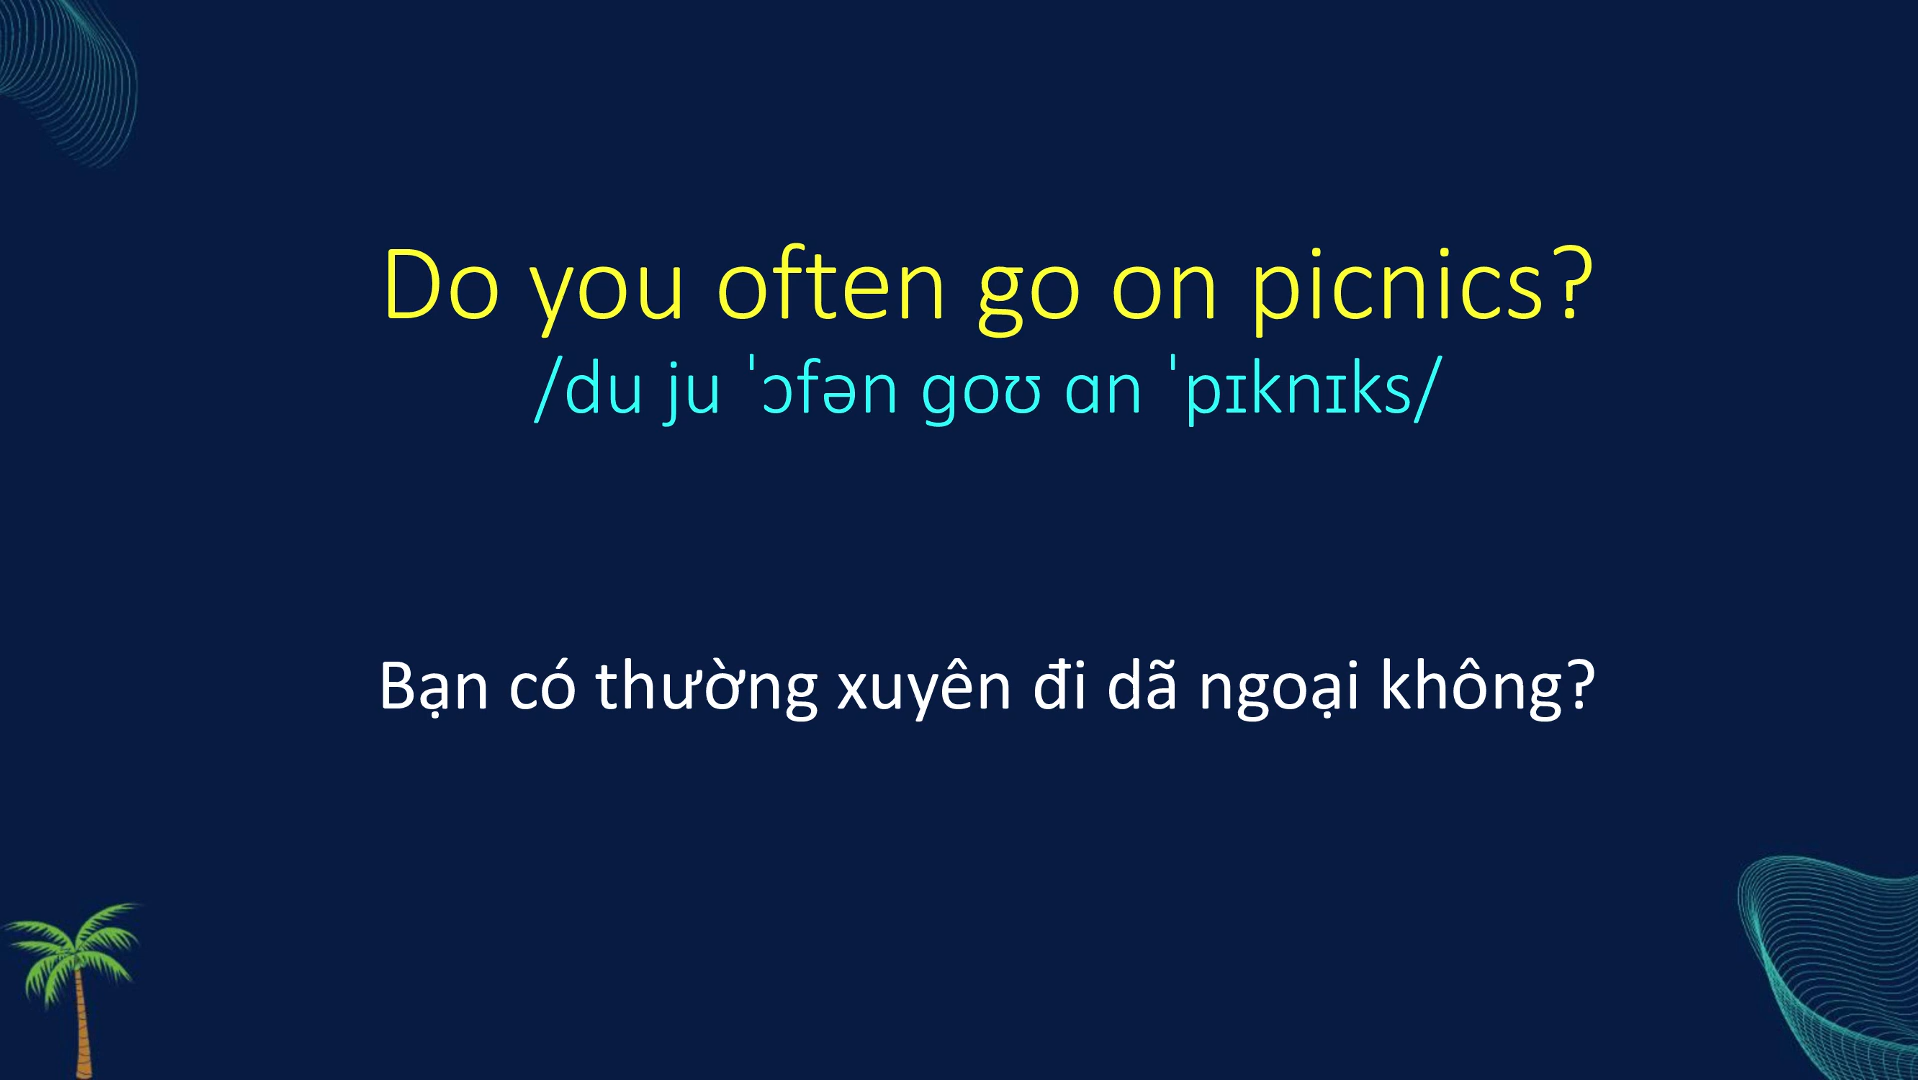 Do you often go on picnics?
/du ju ˈɔfən goʊ ɑn ˈpɪknɪks/
Bạn có thường xuyên đi dã ngoại không?